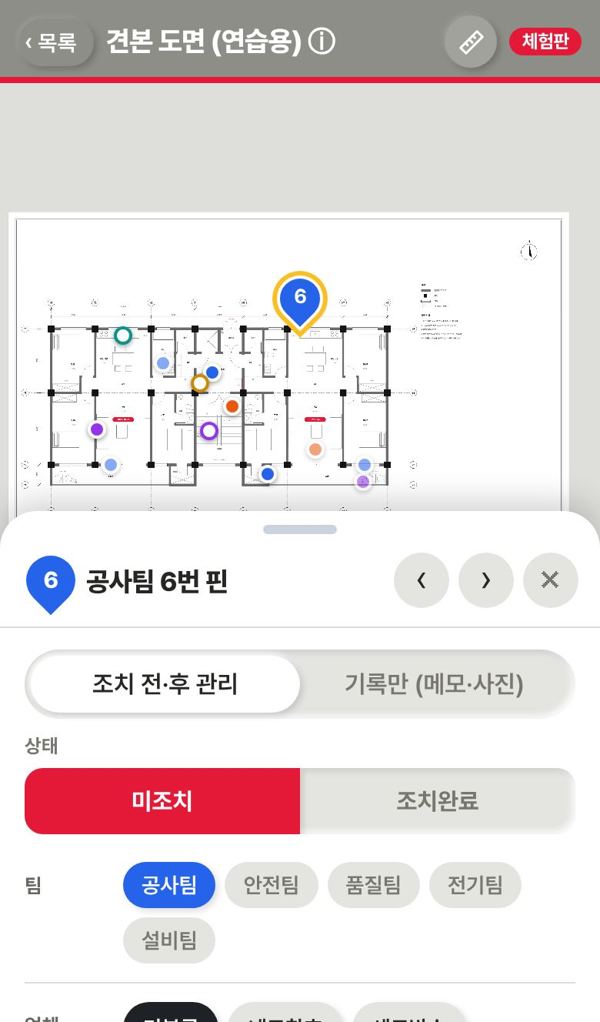 ‹ 목록 견본 도면 (연습용) ⓘ 체험판
6
6 공사팀 6번 핀 ‹ › ✕
조치 전·후 관리 기록만 (메모·사진)
상태
미조치 조치완료
팀 공사팀 안전팀 품질팀 전기팀
설비팀